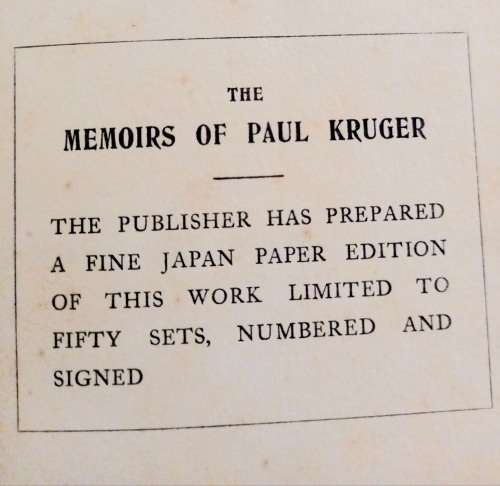 THE
MEMOIRS OF PAUL KRUGER
THE PUBLISHER HAS PREPARED
A FINE JAPAN PAPER EDITION
OF THIS WORK LIMITED TO
FIFTY SETS, NUMBERED AND
SIGNED